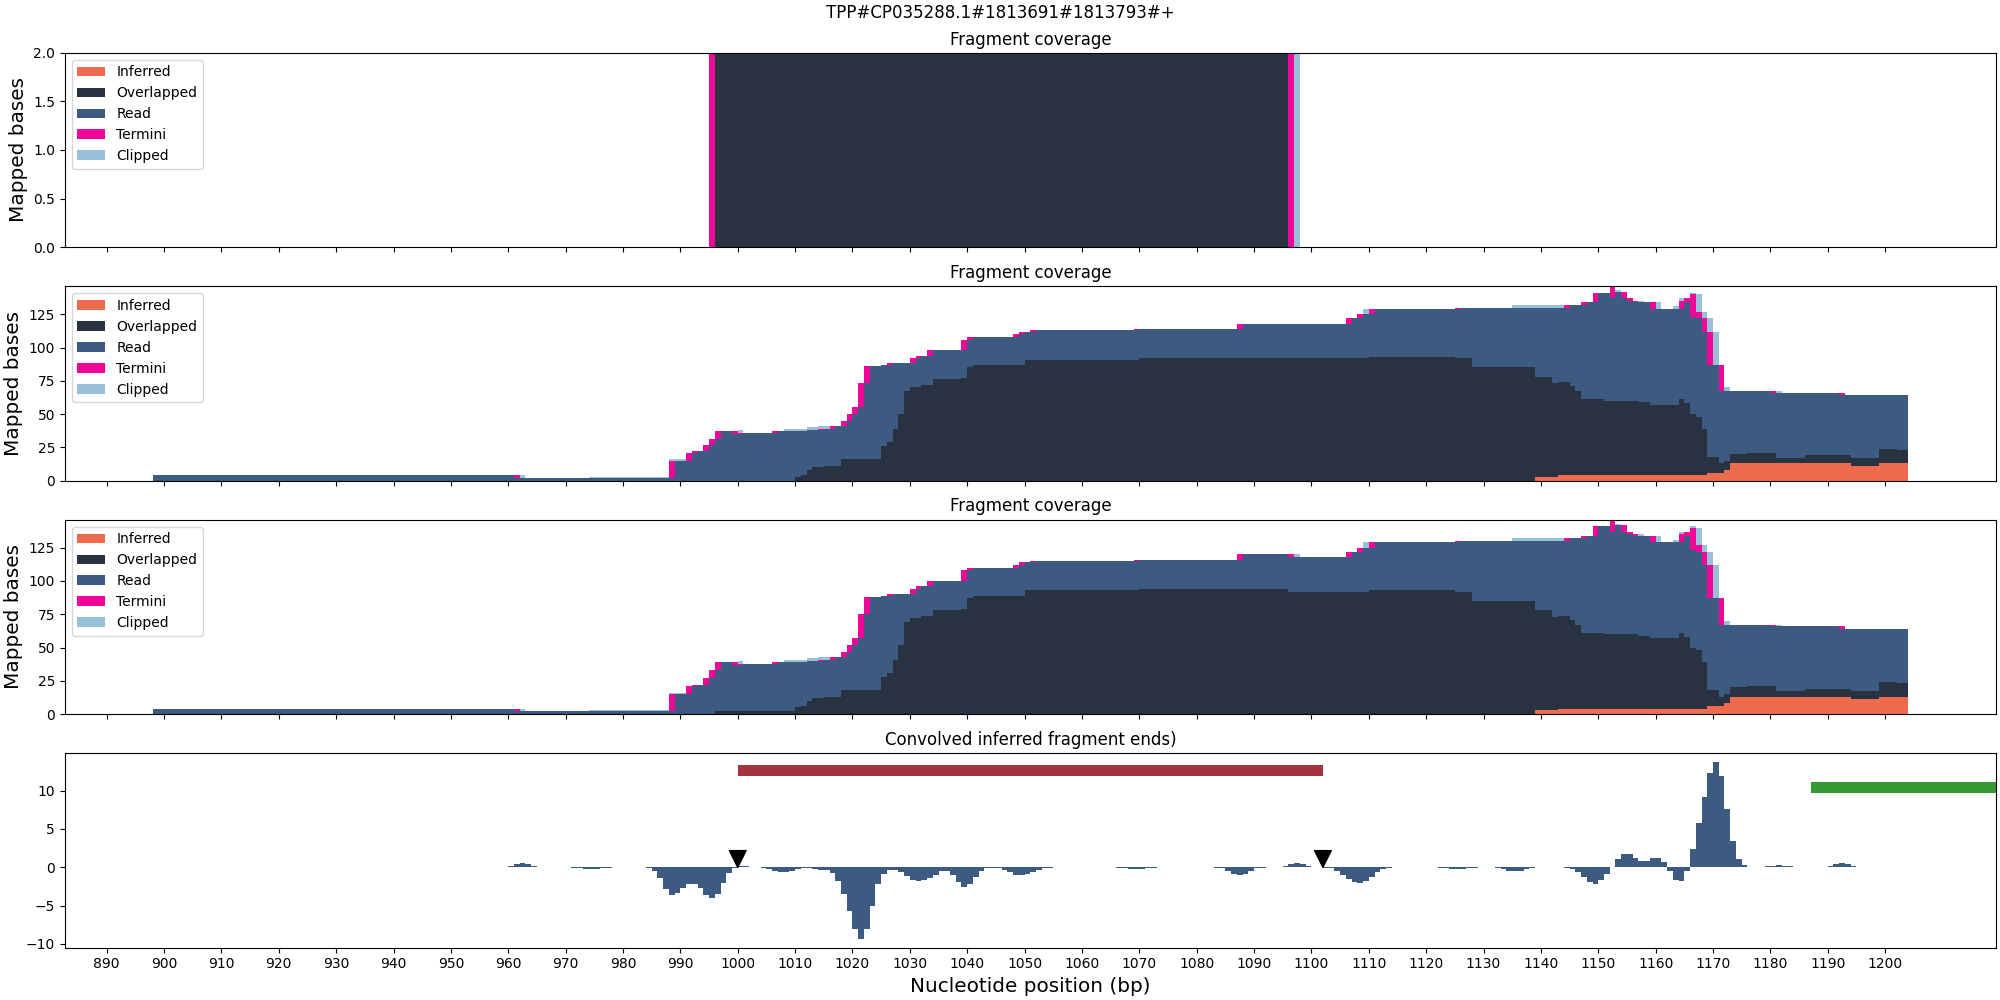 TPP#CP035288.1#1813691#1813793#+
Fragment coverage
Mapped bases
2.0
1.5
1.0
0.5
0.0
Inferred
Overlapped
Read
Termini
Clipped
Fragment coverage
Mapped bases
125
100
75
50
25
0
Inferred
Overlapped
Read
Termini
Clipped
Fragment coverage
Mapped bases
125
100
75
50
25
0
Inferred
Overlapped
Read
Termini
Clipped
Convolved inferred fragment ends)
10
5
0
−5
−10
890 900 910 920 930 940 950 960 970 980 990 1000 1010 1020 1030 1040 1050 1060 1070 1080 1090 1100 1110 1120 1130 1140 1150 1160 1170 1180 1190 1200
Nucleotide position (bp)